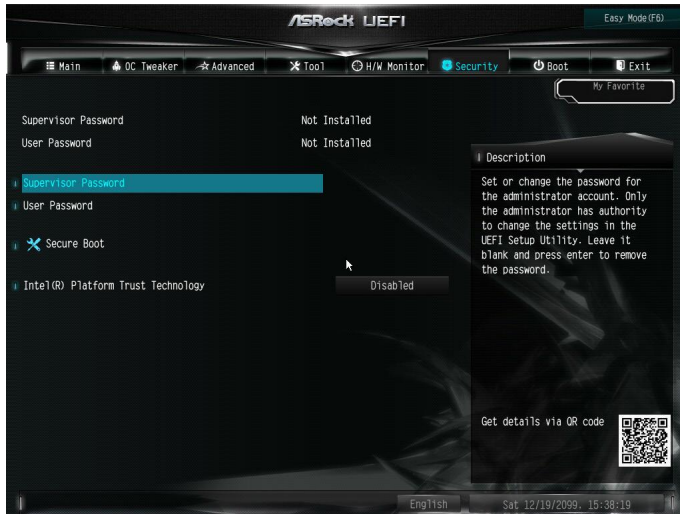 ASRock UEFI
Easy Mode(F6)
Main
OC Tweaker
Advanced
Tool
H/W Monitor
Security
Boot
Exit
My Favorite
Supervisor Password Not Installed
User Password Not Installed
Supervisor Password
User Password
Secure Boot
Intel(R) Platform Trust Technology Disabled
Description
Set or change the password for
the administrator account. Only
the administrator has authority
to change the settings in the
UEFI Setup Utility. Leave it
blank and press enter to remove
the password.
Get details via QR code
English
Sat 12/19/2099, 15:38:19